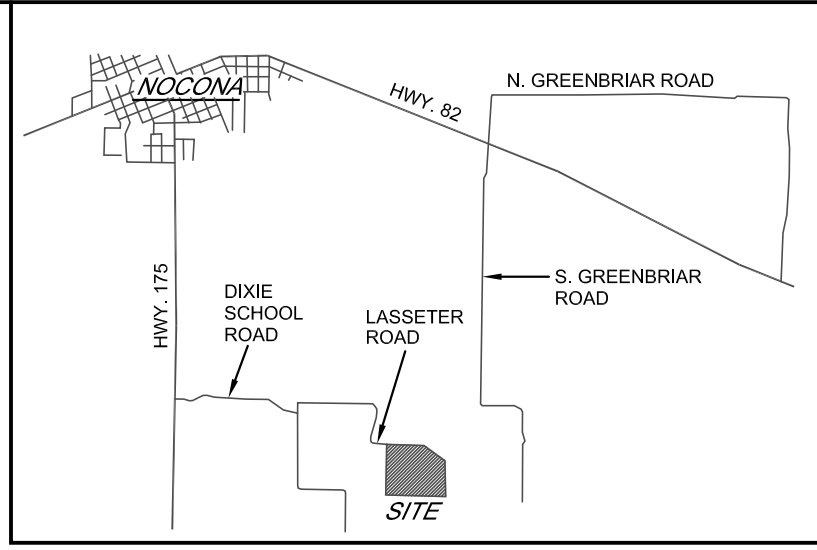 NOCONA
HWY. 82
N. GREENBRIAR ROAD
HWY. 175
DIXIE
SCHOOL
ROAD
LASSETER
ROAD
S. GREENBRIAR
ROAD
SITE